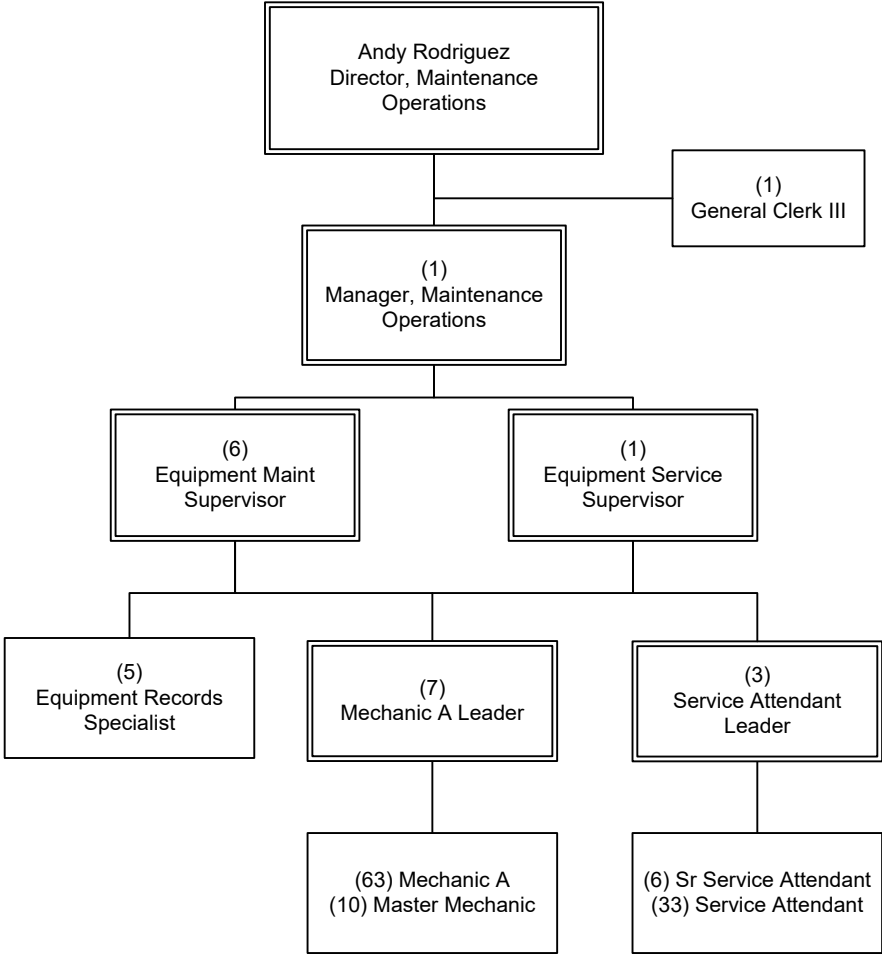 Andy Rodriguez
Director, Maintenance
Operations
(1)
General Clerk III
(1)
Manager, Maintenance
Operations
(6)
Equipment Maint
Supervisor
(1)
Equipment Service
Supervisor
(5)
Equipment Records
Specialist
(7)
Mechanic A Leader
(3)
Service Attendant
Leader
(63) Mechanic A
(10) Master Mechanic
(6) Sr Service Attendant
(33) Service Attendant